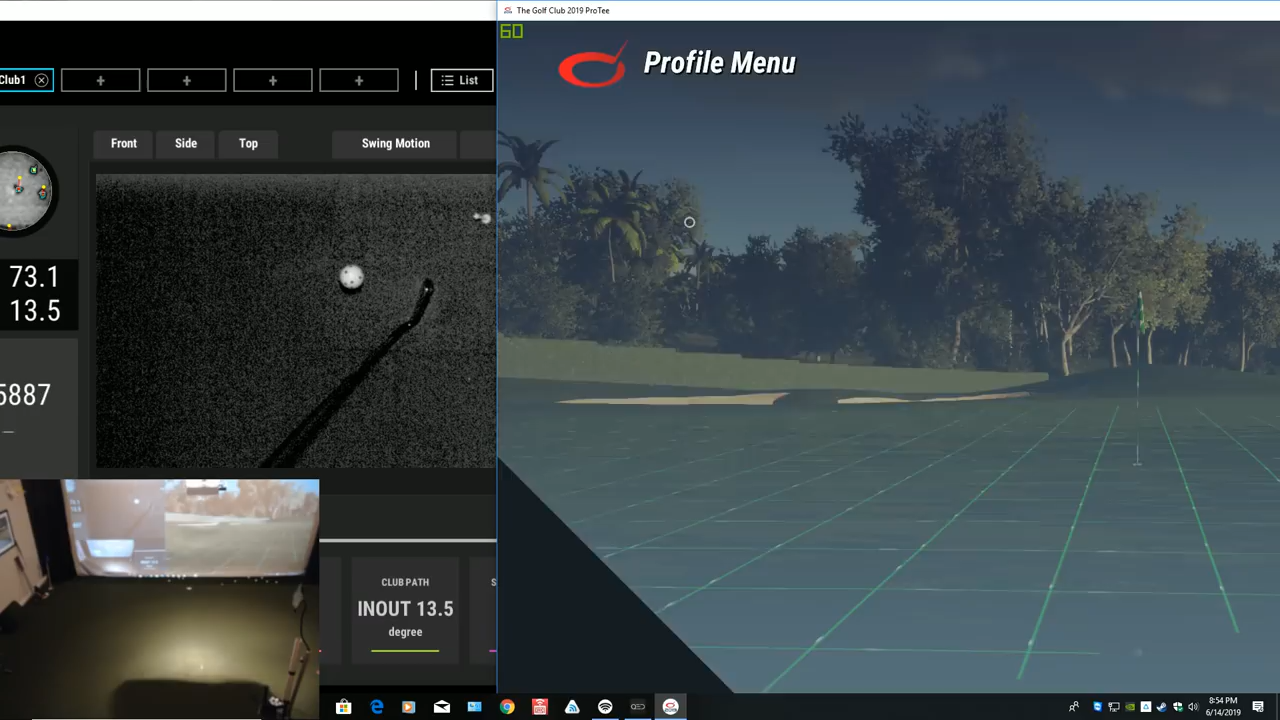 The Golf Club 2019 ProTee
60
Profile Menu
Club1
+ + + +
List
Front Side Top Swing Motion
73.1
13.5
5887
CLUB PATH
INOUT 13.5
degree
8:54 PM
6/14/2019